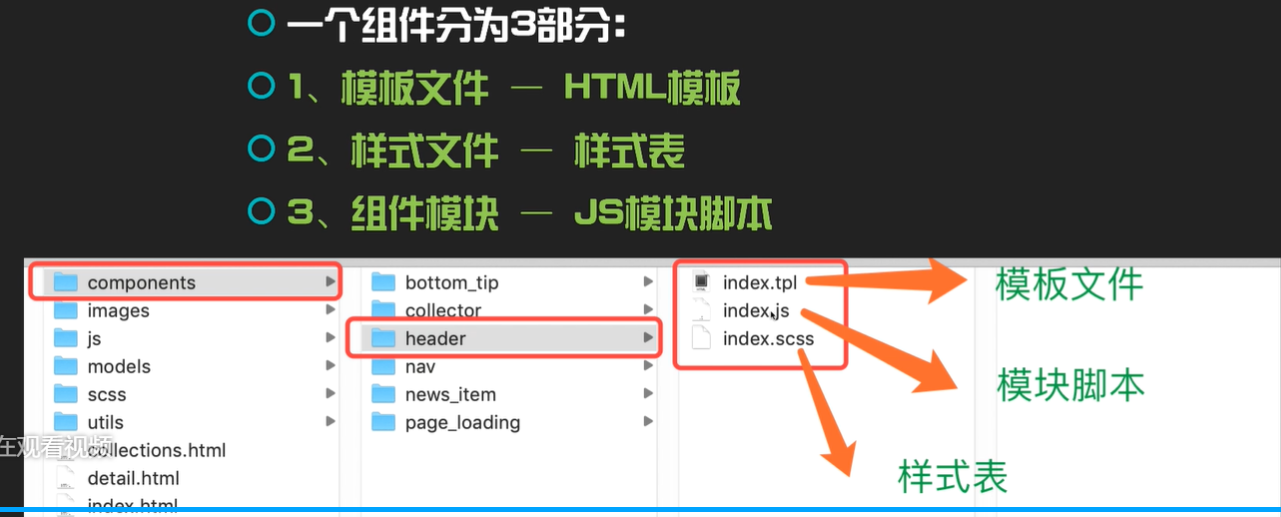 一个组件分为3部分：
1、模板文件 — HTML模板
2、样式文件 — 样式表
3、组件模块 — JS模块脚本
components
images
js
models
scss
utils
collections.html
detail.html
index.html
bottom_tip
collector
header
nav
news_item
page_loading
index.tpl
index.js
index.scss
模板文件
模块脚本
样式表
在观看视频